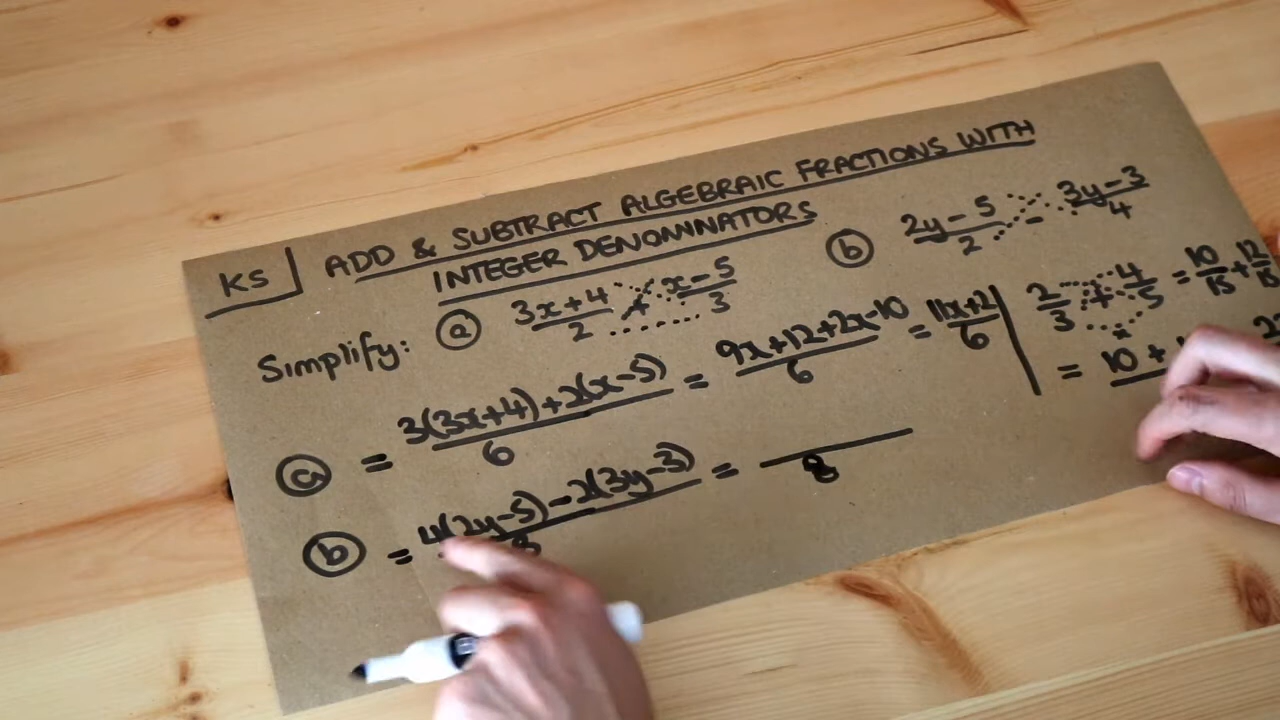 KS ADD & SUBTRACT ALGEBRAIC FRACTIONS WITH
INTEGER DENOMINATORS
Simplify: (a) (3x+4)/2 + (x-5)/3 (b) (2y-5)/2 - (3y-3)/4
(a) = (3(3x+4)+2(x-5))/6 = (9x+12+2x-10)/6 = (11x+2)/6
2/3 + 4/5 = 10/15 + 12/15
= 10 +
(b) = (4(2y-5)-2(3y-3))/8 = /8